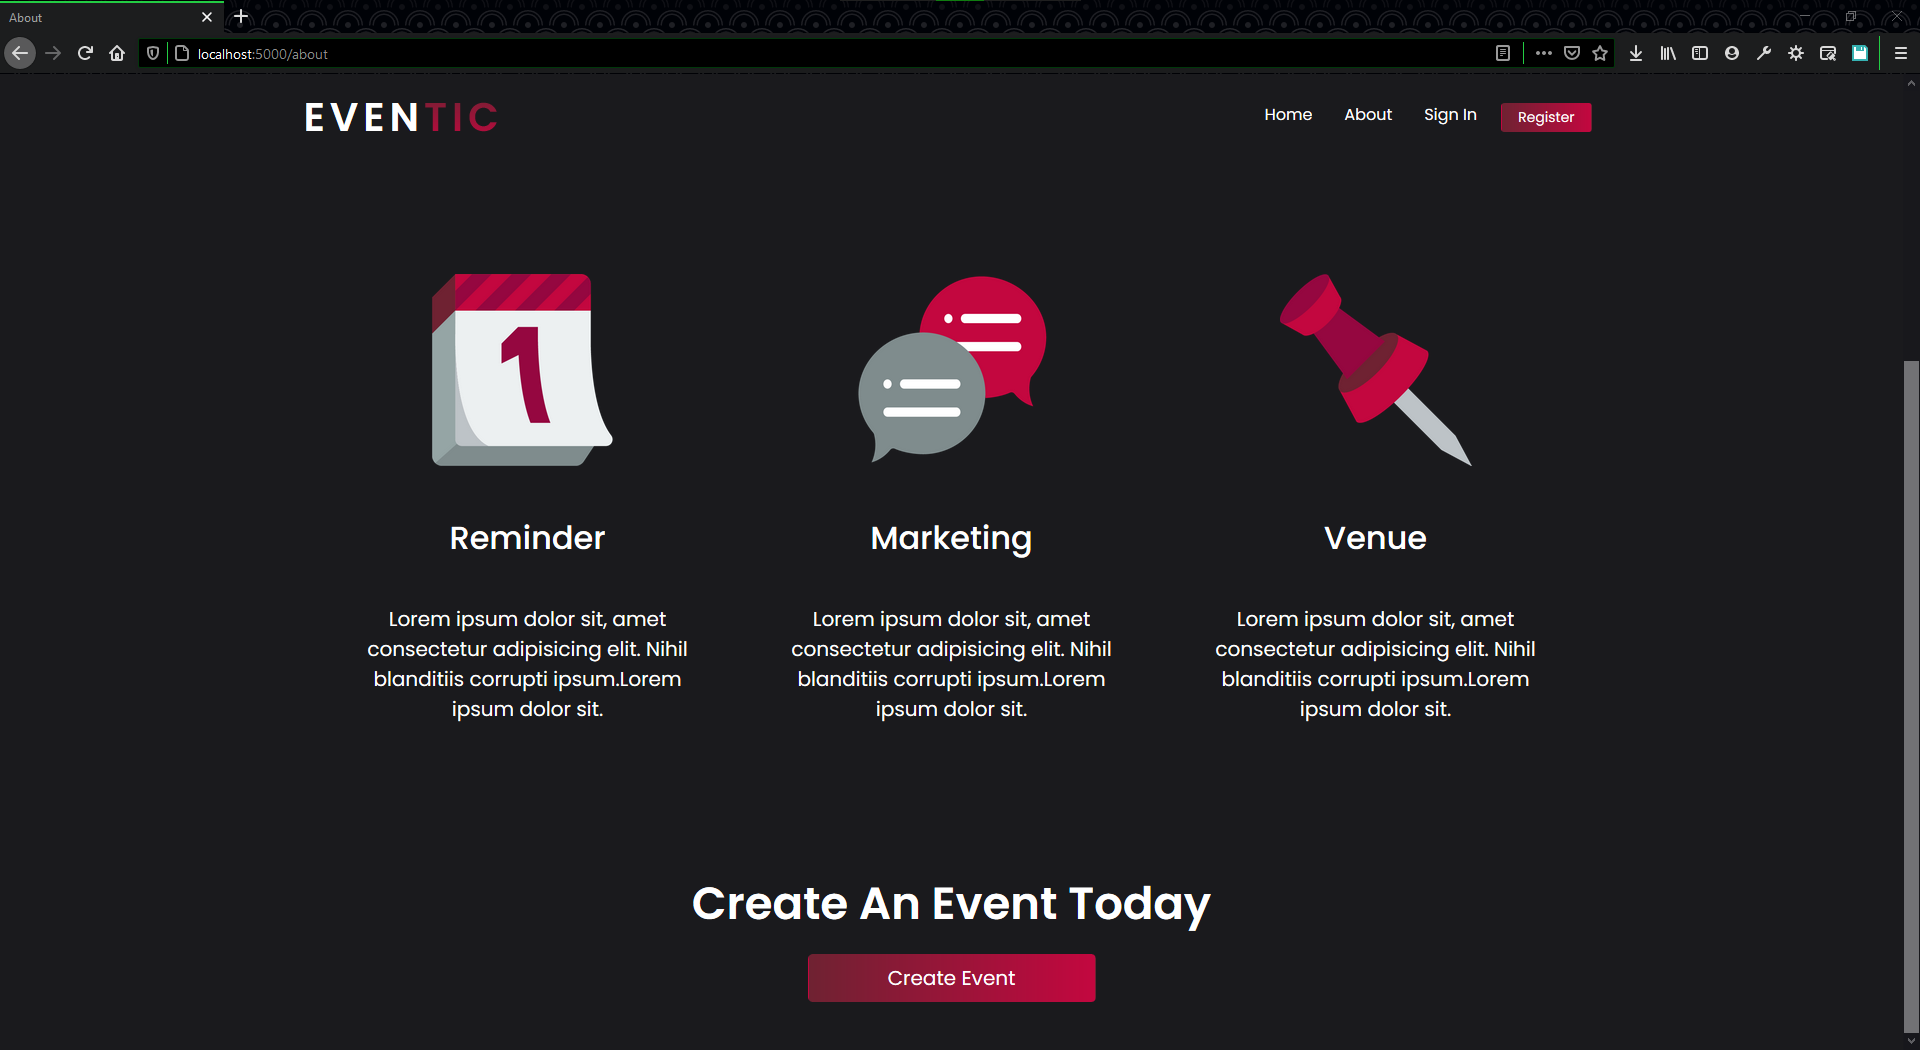 About
localhost:5000/about
EVENTIC
Home
About
Sign In
Register
1
Reminder
Marketing
Venue
Lorem ipsum dolor sit, amet
consectetur adipisicing elit. Nihil
blanditiis corrupti ipsum.Lorem
ipsum dolor sit.
Lorem ipsum dolor sit, amet
consectetur adipisicing elit. Nihil
blanditiis corrupti ipsum.Lorem
ipsum dolor sit.
Lorem ipsum dolor sit, amet
consectetur adipisicing elit. Nihil
blanditiis corrupti ipsum.Lorem
ipsum dolor sit.
Create An Event Today
Create Event